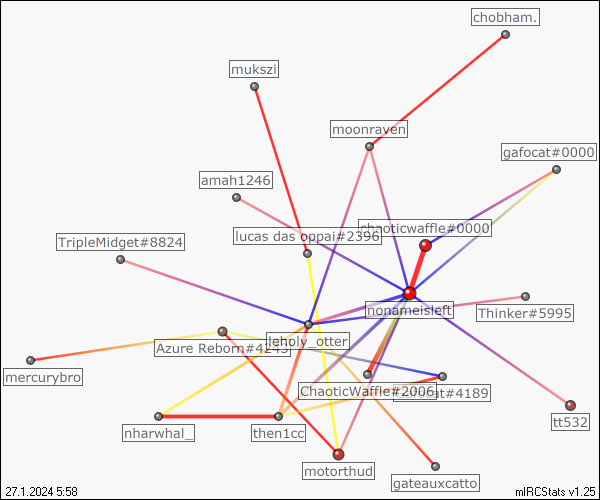 chobham.
mukszi
moonraven
gafocat#0000
amah1246
chaoticwaffle#0000
lucas das oppai#2396
TripleMidget#8824
nonameisleft
Thinker#5995
leholy_otter
Azure Reborn#4243
mercurybro
ChaoticWaffle#2006
#4189
tt532
nharwhal_
then1cc
motorthud
gateauxcatto
27.1.2024 5:58
mIRCStats v1.25